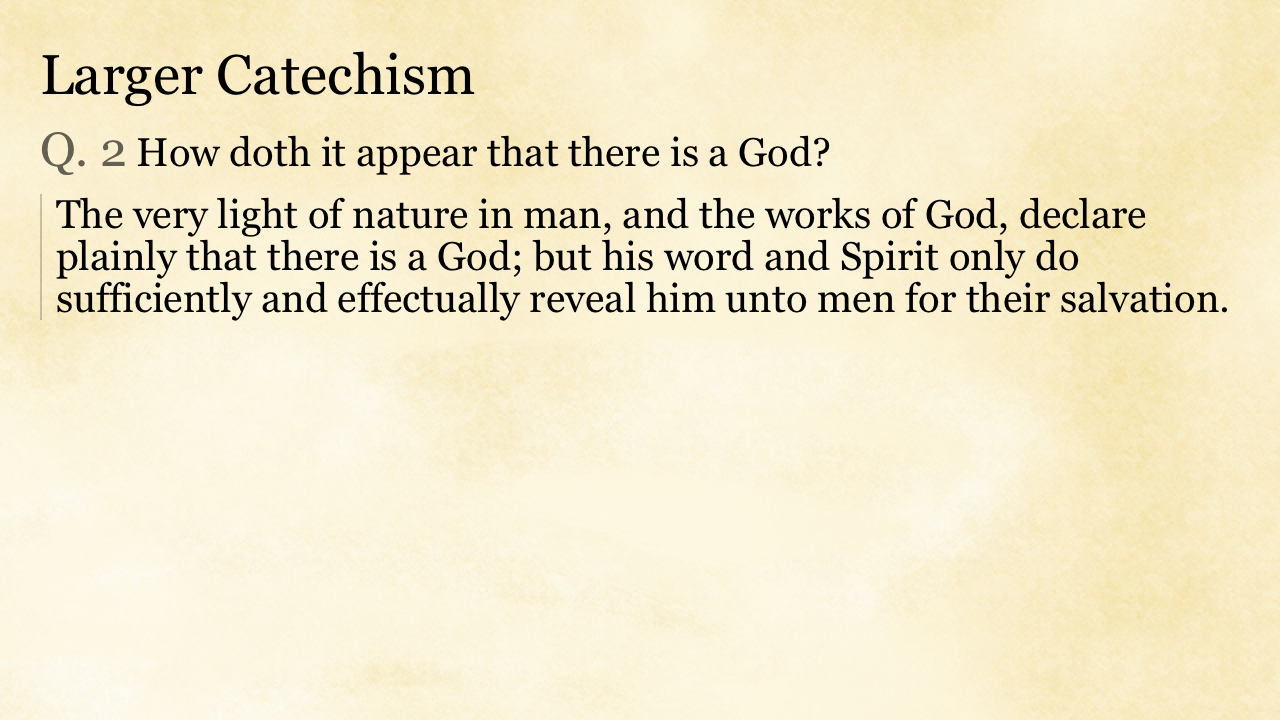 Larger Catechism
Q. 2 How doth it appear that there is a God?
The very light of nature in man, and the works of God, declare
plainly that there is a God; but his word and Spirit only do
sufficiently and effectually reveal him unto men for their salvation.